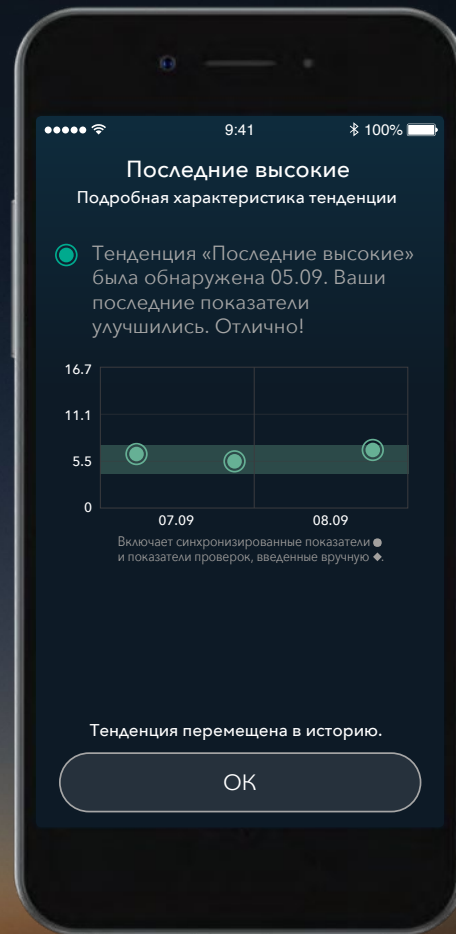 9:41 100%
Последние высокие
Подробная характеристика тенденции
Тенденция «Последние высокие»
была обнаружена 05.09. Ваши
последние показатели
улучшились. Отлично!
16.7
11.1
5.5
0
07.09 08.09
Включает синхронизированные показатели ●
и показатели проверок, введенные вручную ◆.
Тенденция перемещена в историю.
ОК